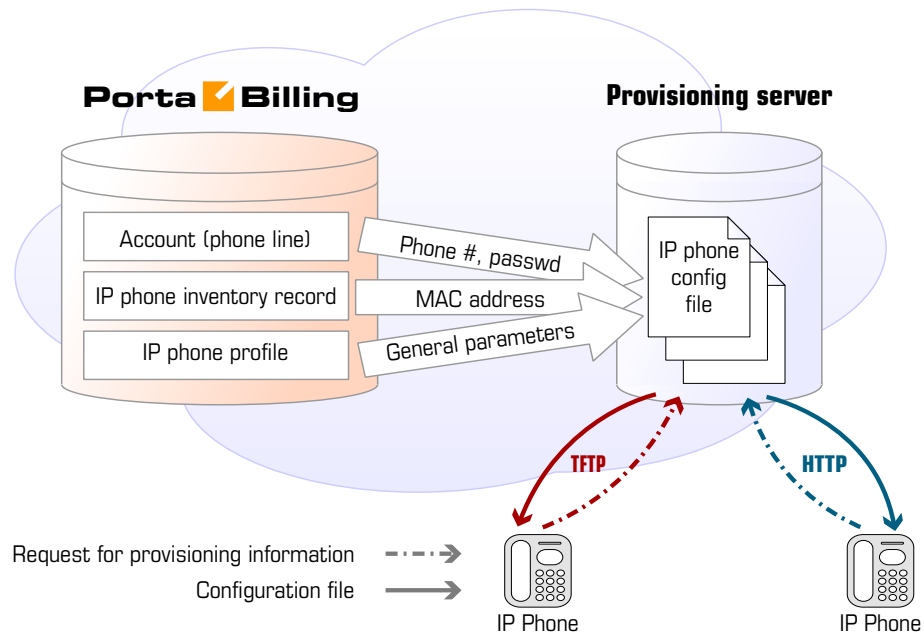 Porta Billing
Provisioning server
Account (phone line)
IP phone inventory record
IP phone profile
Phone #, passwd
MAC address
General parameters
IP phone
config
file
TFTP
HTTP
Request for provisioning information
Configuration file
IP Phone
IP Phone